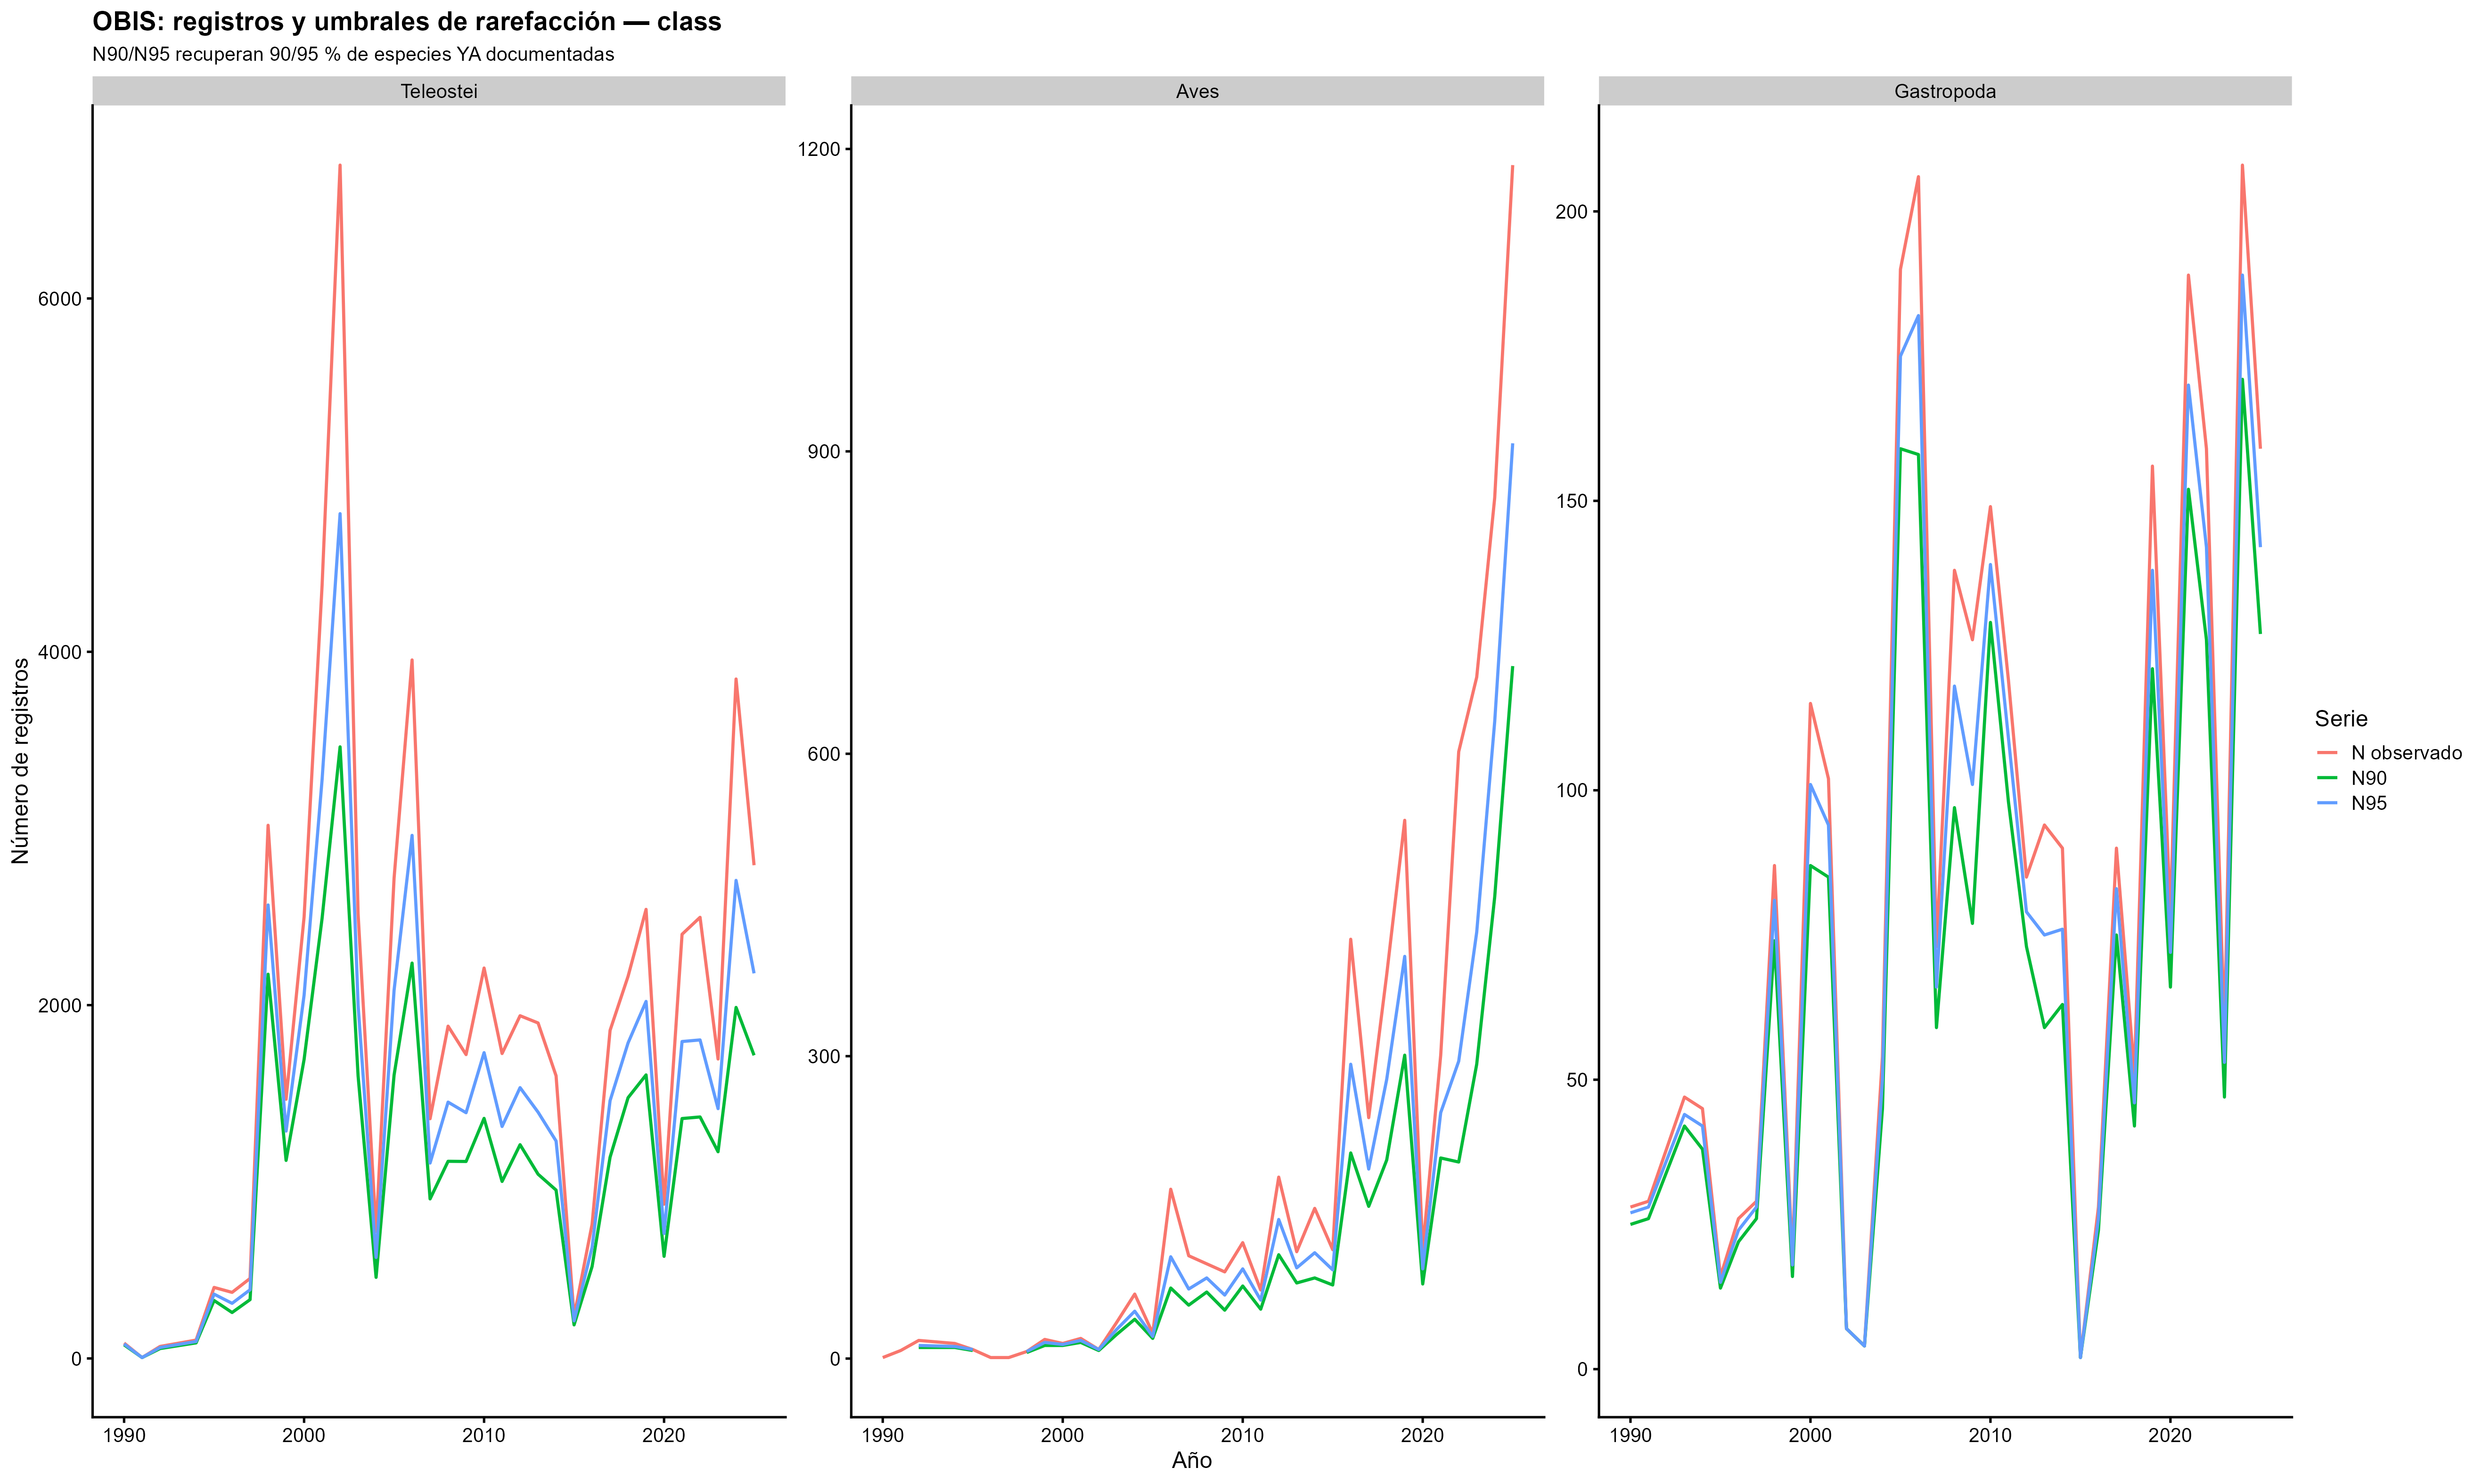 OBIS: registros y umbrales de rarefacción — class
N90/N95 recuperan 90/95 % de especies YA documentadas
Teleostei
Aves
Gastropoda
Número de registros
6000
4000
2000
0
1200
900
600
300
0
200
150
100
50
0
1990 2000 2010 2020
1990 2000 2010 2020
1990 2000 2010 2020
Año
Serie
N observado
N90
N95